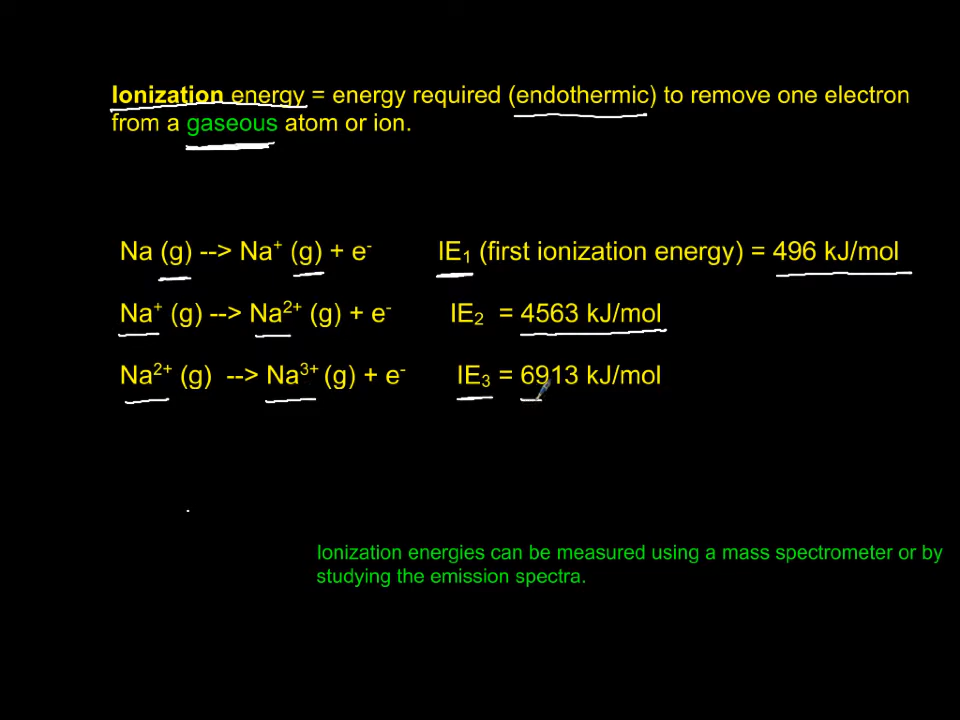 Ionization energy = energy required (endothermic) to remove one electron
from a gaseous atom or ion.
Na (g) --> Na⁺ (g) + e⁻ IE₁ (first ionization energy) = 496 kJ/mol
Na⁺ (g) --> Na²⁺ (g) + e⁻ IE₂ = 4563 kJ/mol
Na²⁺ (g) --> Na³⁺ (g) + e⁻ IE₃ = 6913 kJ/mol
Ionization energies can be measured using a mass spectrometer or by
studying the emission spectra.